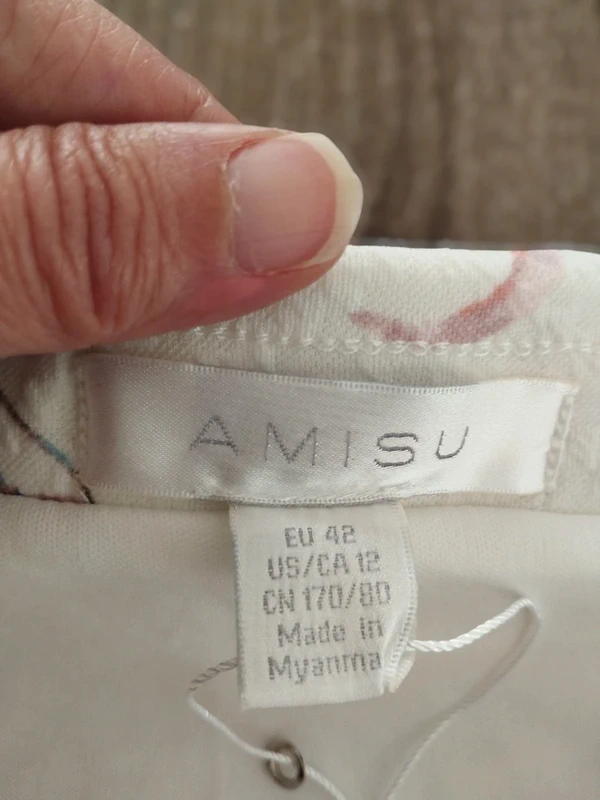 AMISU
EU 42
US/CA 12
CN 170/80
Made in
Myanma